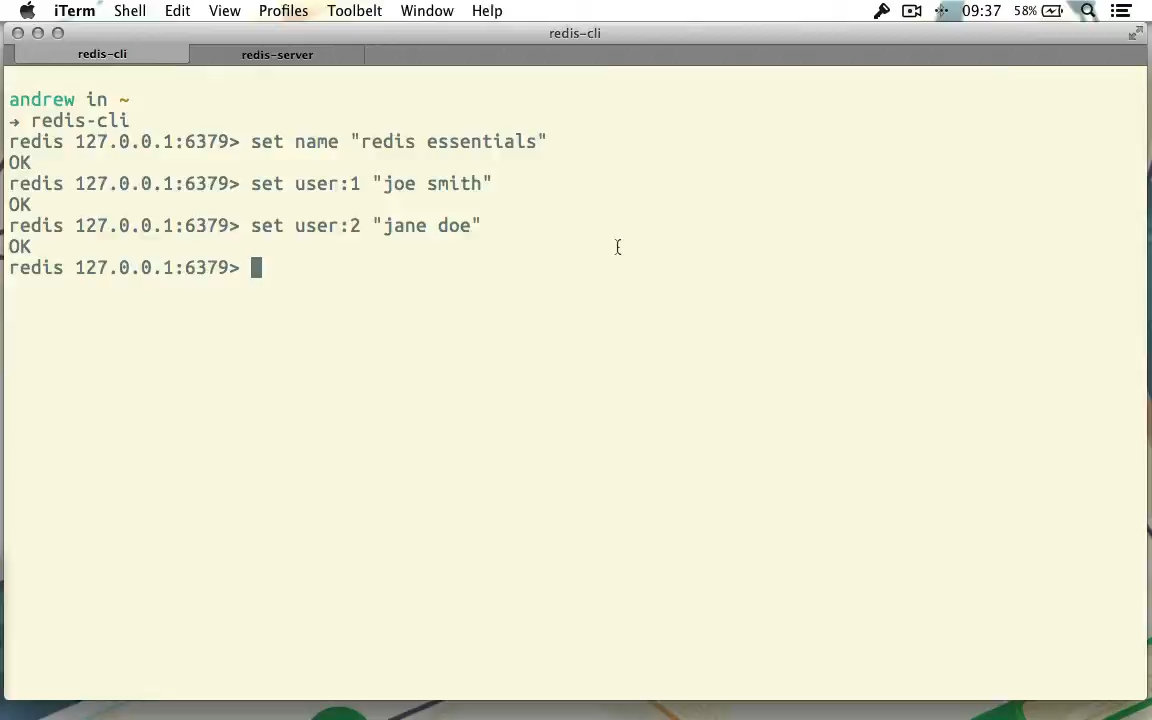 iTerm Shell Edit View Profiles Toolbelt Window Help 09:37 58%
redis-cli
redis-cli redis-server
andrew in ~
→ redis-cli
redis 127.0.0.1:6379> set name "redis essentials"
OK
redis 127.0.0.1:6379> set user:1 "joe smith"
OK
redis 127.0.0.1:6379> set user:2 "jane doe"
OK
redis 127.0.0.1:6379>